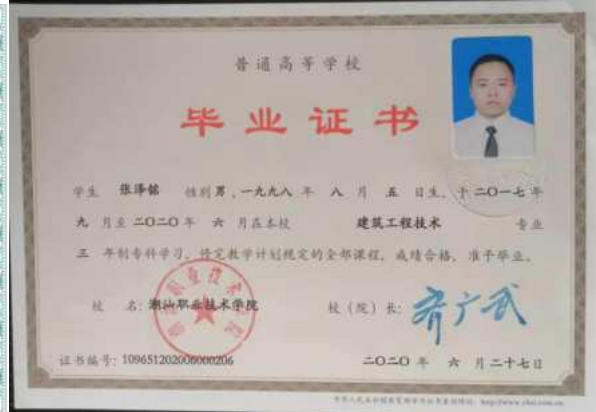 普通高等学校
毕业证书
学生 张泽铭 性别 男，一九九八 年 八 月 五 日生，于 二〇一七 年
九 月至 二〇二〇 年 六 月在本校 建筑工程技术 专业
三 年制专科学习，修完教学计划规定的全部课程，成绩合格，准予毕业。
校 名：潮汕职业技术学院 校（院）长：
证书编号：109651202006000206 二〇二〇 年 六 月二十七日